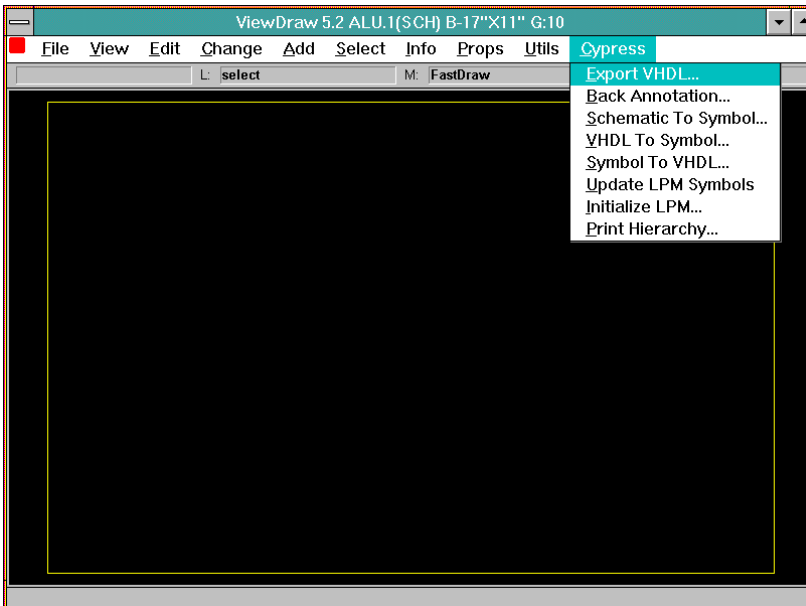 ViewDraw 5.2 ALU.1(SCH) B-17"X11" G:10
File View Edit Change Add Select Info Props Utils Cypress
L: select M: FastDraw
Export VHDL...
Back Annotation...
Schematic To Symbol...
VHDL To Symbol...
Symbol To VHDL...
Update LPM Symbols
Initialize LPM...
Print Hierarchy...